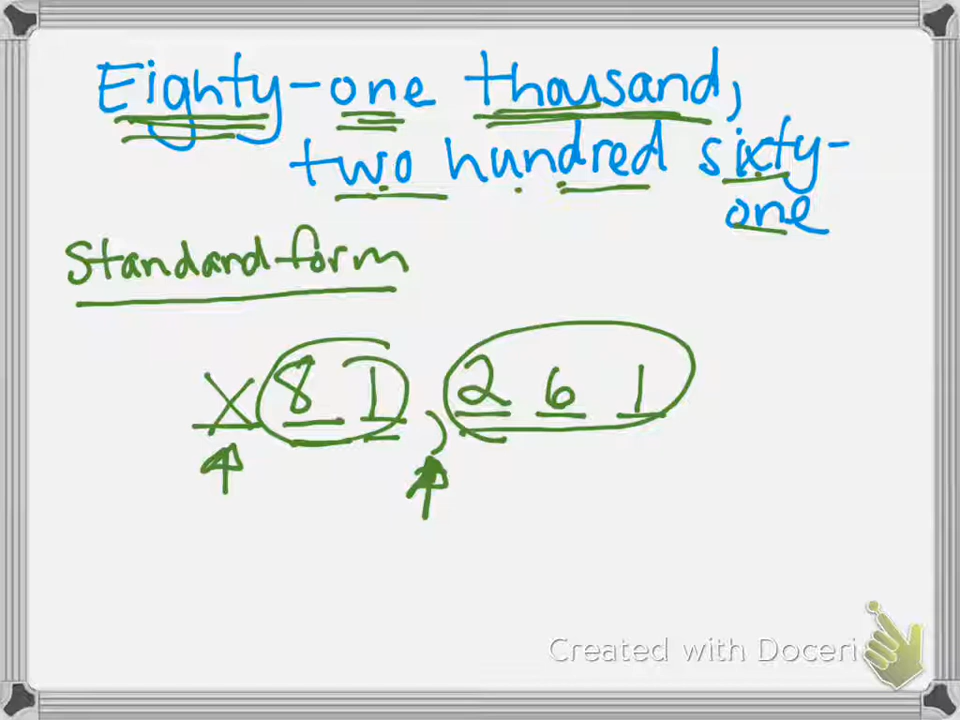 Eighty-one thousand,
two hundred sixty-
one
Standard form
X 8 1 , 2 6 1
Created with Doceri